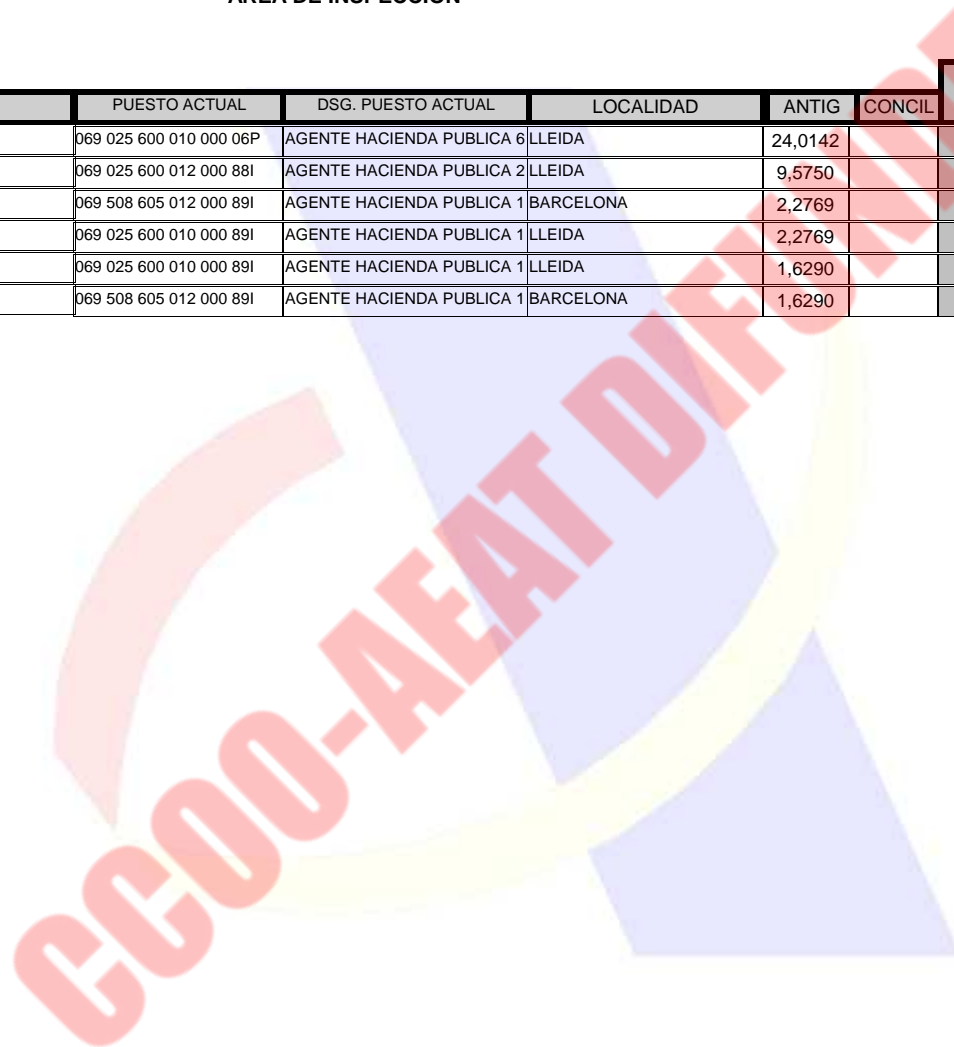 PUESTO ACTUAL DSG. PUESTO ACTUAL LOCALIDAD ANTIG CONCIL
069 025 600 010 000 06P AGENTE HACIENDA PUBLICA 6 LLEIDA 24,0142
069 025 600 012 000 88I AGENTE HACIENDA PUBLICA 2 LLEIDA 9,5750
069 508 605 012 000 89I AGENTE HACIENDA PUBLICA 1 BARCELONA 2,2769
069 025 600 010 000 89I AGENTE HACIENDA PUBLICA 1 LLEIDA 2,2769
069 025 600 010 000 89I AGENTE HACIENDA PUBLICA 1 LLEIDA 1,6290
069 508 605 012 000 89I AGENTE HACIENDA PUBLICA 1 BARCELONA 1,6290
CCOO-AEAT